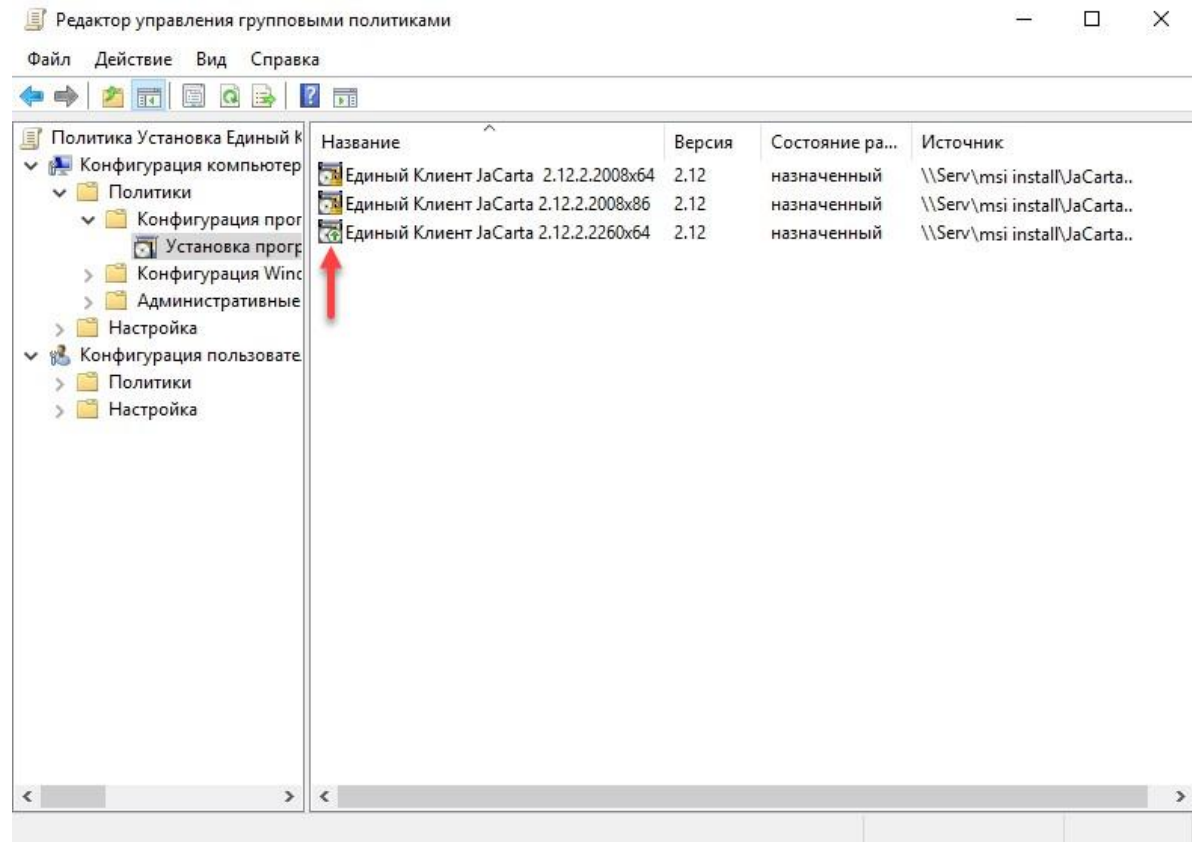 Редактор управления групповыми политиками
Файл Действие Вид Справка
Политика Установка Единый К
Конфигурация компьютер
Политики
Конфигурация прог
Установка прогр
Конфигурация Winc
Административные
Настройка
Конфигурация пользовате
Политики
Настройка
Название Версия Состояние ра... Источник
Единый Клиент JaCarta 2.12.2.2008x64 2.12 назначенный \\Serv\msi install\JaCarta..
Единый Клиент JaCarta 2.12.2.2008x86 2.12 назначенный \\Serv\msi install\JaCarta..
Единый Клиент JaCarta 2.12.2.2260x64 2.12 назначенный \\Serv\msi install\JaCarta..